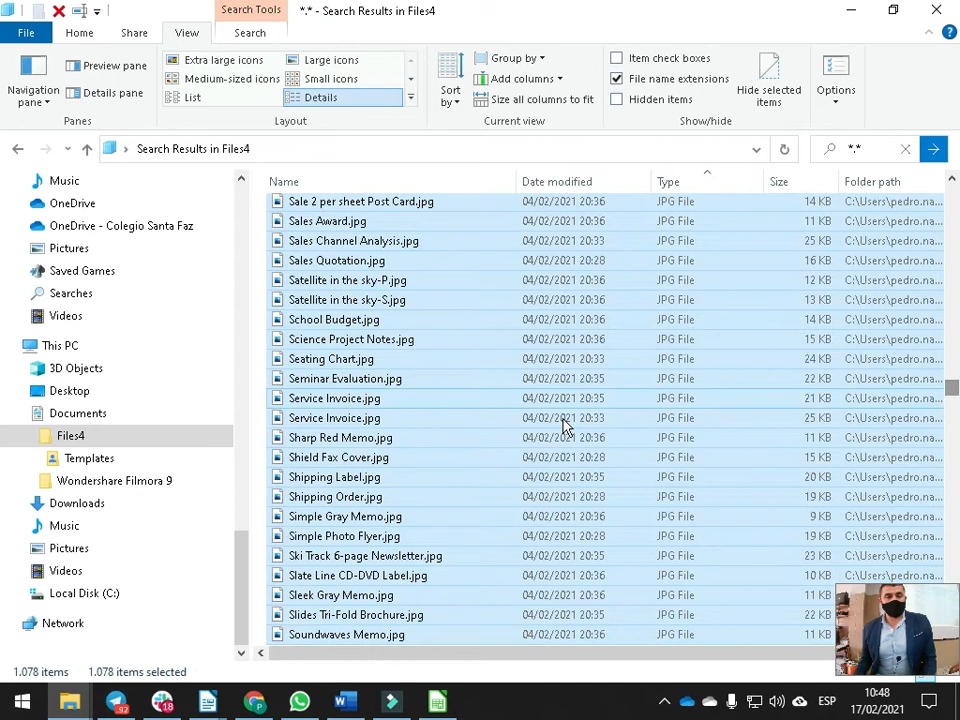 Search Tools
*.* - Search Results in Files4
File
Home
Share
View
Search
Navigation pane
Preview pane
Details pane
Panes
Extra large icons
Large icons
Medium-sized icons
Small icons
List
Details
Layout
Sort by
Group by
Add columns
Size all columns to fit
Current view
Item check boxes
File name extensions
Hidden items
Hide selected items
Show/hide
Options
Search Results in Files4
*.*
Music
OneDrive
OneDrive - Colegio Santa Faz
Pictures
Saved Games
Searches
Videos
This PC
3D Objects
Desktop
Documents
Files4
Templates
Wondershare Filmora 9
Downloads
Music
Pictures
Videos
Local Disk (C:)
Network
Name Date modified Type Size Folder path
Sale 2 per sheet Post Card.jpg 04/02/2021 20:36 JPG File 14 KB C:\Users\pedro.na...
Sales Award.jpg 04/02/2021 20:36 JPG File 11 KB C:\Users\pedro.na...
Sales Channel Analysis.jpg 04/02/2021 20:33 JPG File 25 KB C:\Users\pedro.na...
Sales Quotation.jpg 04/02/2021 20:28 JPG File 16 KB C:\Users\pedro.na...
Satellite in the sky-P.jpg 04/02/2021 20:36 JPG File 12 KB C:\Users\pedro.na...
Satellite in the sky-S.jpg 04/02/2021 20:36 JPG File 13 KB C:\Users\pedro.na...
School Budget.jpg 04/02/2021 20:36 JPG File 14 KB C:\Users\pedro.na...
Science Project Notes.jpg 04/02/2021 20:36 JPG File 15 KB C:\Users\pedro.na...
Seating Chart.jpg 04/02/2021 20:33 JPG File 24 KB C:\Users\pedro.na...
Seminar Evaluation.jpg 04/02/2021 20:35 JPG File 22 KB C:\Users\pedro.na...
Service Invoice.jpg 04/02/2021 20:35 JPG File 21 KB C:\Users\pedro.na...
Service Invoice.jpg 04/02/2021 20:33 JPG File 25 KB C:\Users\pedro.na...
Sharp Red Memo.jpg 04/02/2021 20:36 JPG File 11 KB C:\Users\pedro.na...
Shield Fax Cover.jpg 04/02/2021 20:28 JPG File 15 KB C:\Users\pedro.na...
Shipping Label.jpg 04/02/2021 20:35 JPG File 20 KB C:\Users\pedro.na...
Shipping Order.jpg 04/02/2021 20:28 JPG File 19 KB C:\Users\pedro.na...
Simple Gray Memo.jpg 04/02/2021 20:36 JPG File 9 KB C:\Users\pedro.na...
Simple Photo Flyer.jpg 04/02/2021 20:28 JPG File 19 KB C:\Users\pedro.na...
Ski Track 6-page Newsletter.jpg 04/02/2021 20:35 JPG File 23 KB C:\Users\pedro.na...
Slate Line CD-DVD Label.jpg 04/02/2021 20:36 JPG File 10 KB C:\Users\pedro.na...
Sleek Gray Memo.jpg 04/02/2021 20:36 JPG File 11 KB
Slides Tri-Fold Brochure.jpg 04/02/2021 20:35 JPG File 22 KB
Soundwaves Memo.jpg 04/02/2021 20:36 JPG File 11 KB
1.078 items 1.078 items selected
92
18
ESP
10:48
17/02/2021